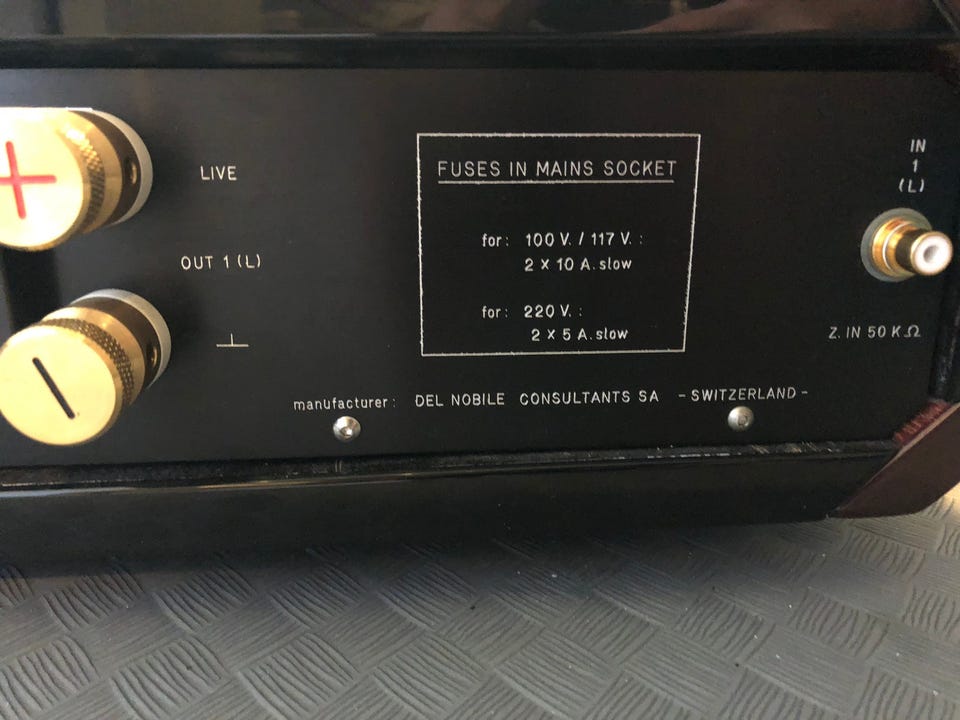 LIVE
OUT 1 (L)
FUSES IN MAINS SOCKET
for: 100 V. / 117 V. :
2 x 10 A. slow
for: 220 V. :
2 x 5 A. slow
IN
1
(L)
Z. IN 50 K Ω
manufacturer: DEL NOBILE CONSULTANTS SA - SWITZERLAND -